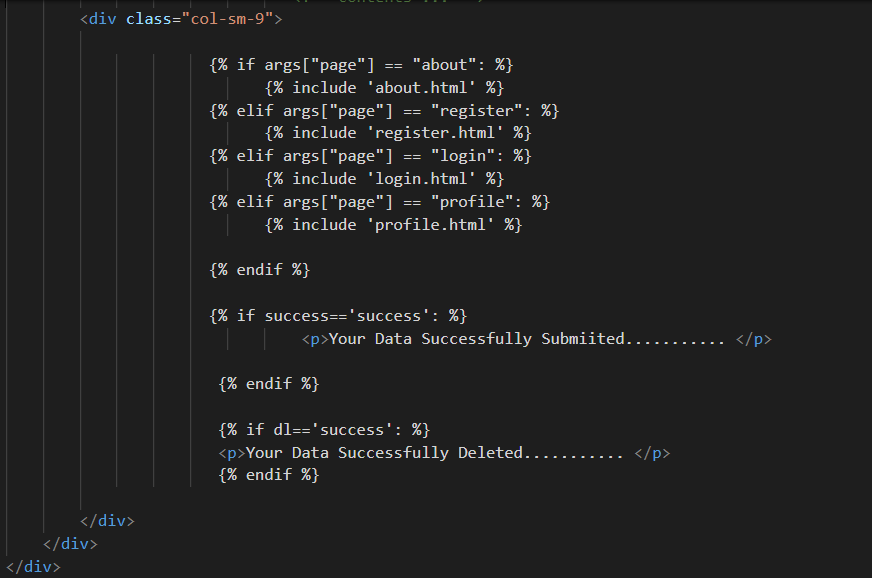 <div class="col-sm-9">
{% if args["page"] == "about": %}
{% include 'about.html' %}
{% elif args["page"] == "register": %}
{% include 'register.html' %}
{% elif args["page"] == "login": %}
{% include 'login.html' %}
{% elif args["page"] == "profile": %}
{% include 'profile.html' %}
{% endif %}
{% if success=='success': %}
<p>Your Data Successfully Submiited........... </p>
{% endif %}
{% if dl=='success': %}
<p>Your Data Successfully Deleted........... </p>
{% endif %}
</div>
</div>
</div>